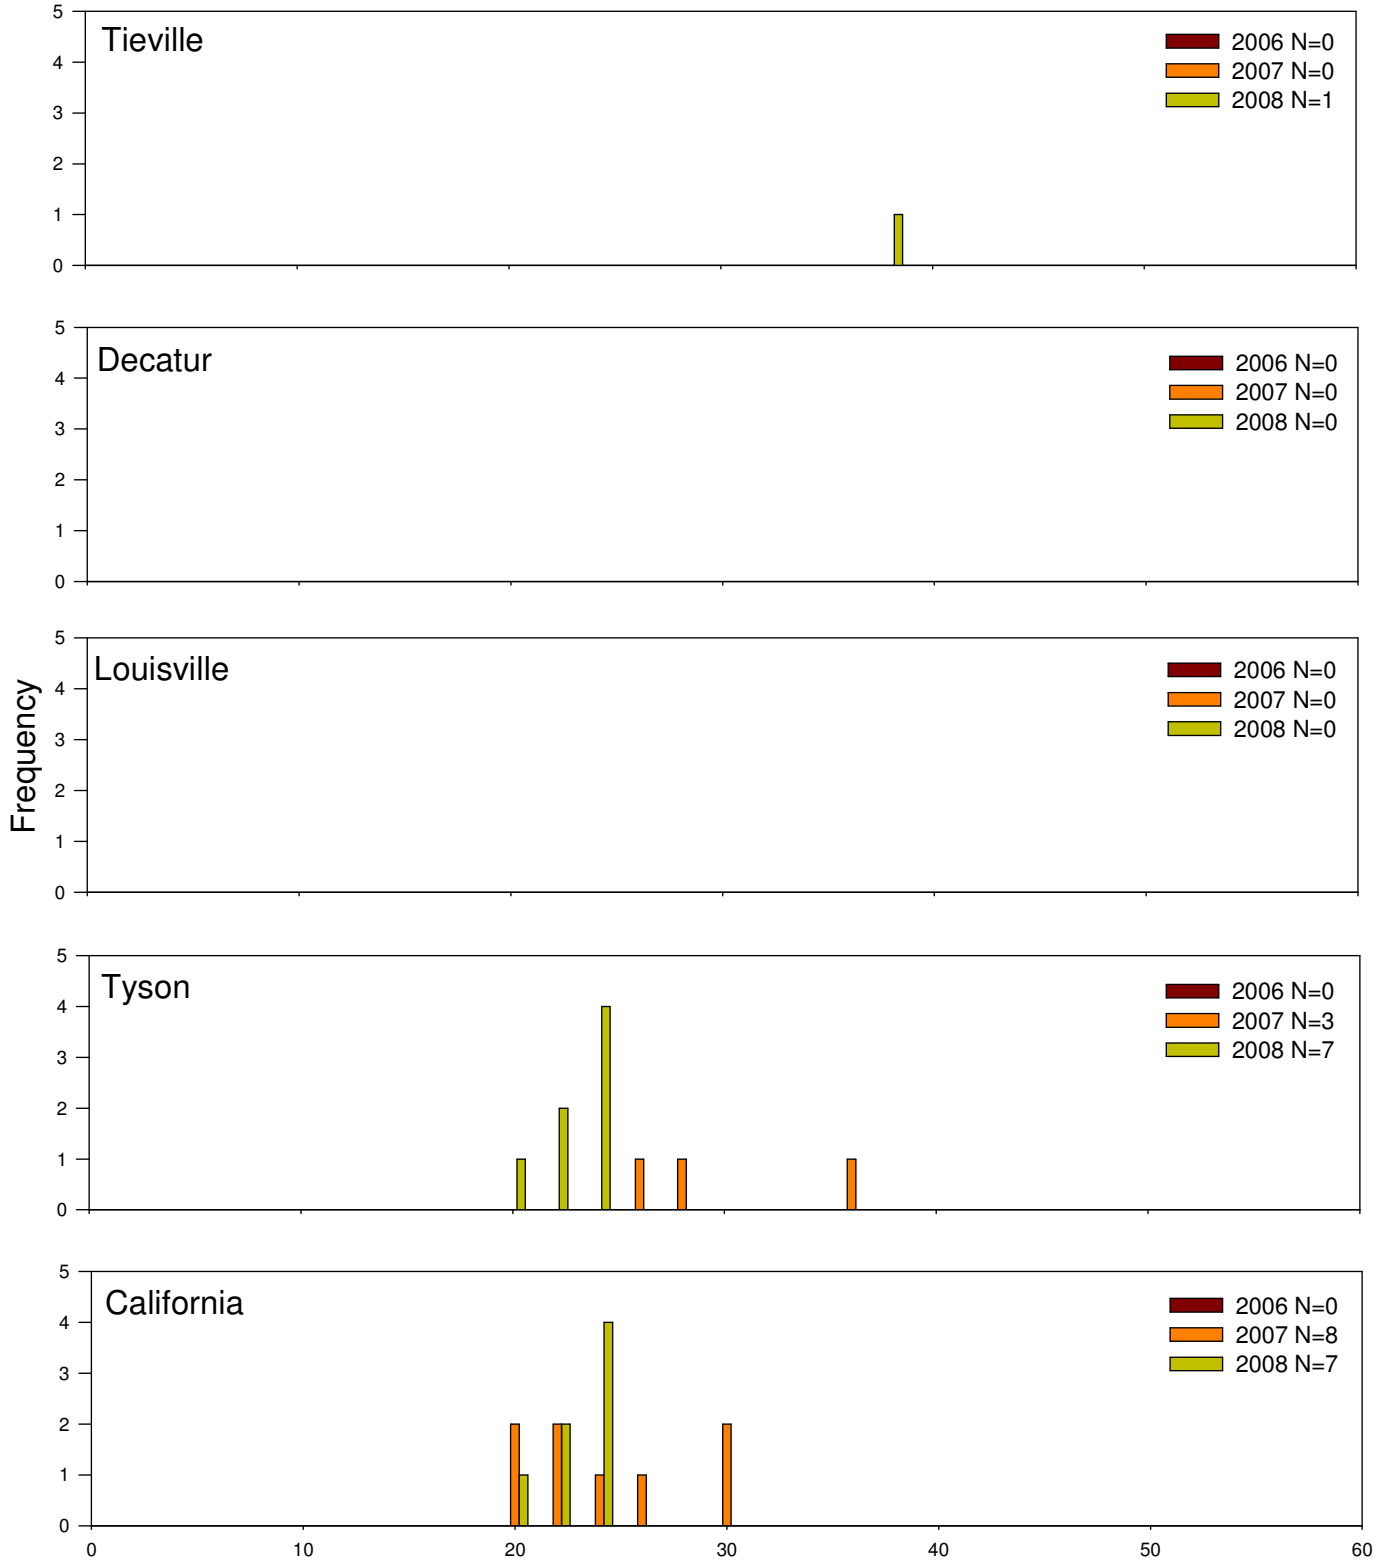 5
Tieville
2006 N=0
4
2007 N=0
2008 N=1
3
2
1
0
5
Decatur
2006 N=0
4
2007 N=0
2008 N=0
3
2
1
0
5
Louisville
2006 N=0
4
2007 N=0
2008 N=0
3
Frequency
2
1
0
5
Tyson
2006 N=0
4
2007 N=3
2008 N=7
3
2
1
0
5
California
2006 N=0
4
2007 N=8
2008 N=7
3
2
1
0
0 10 20 30 40 50 60